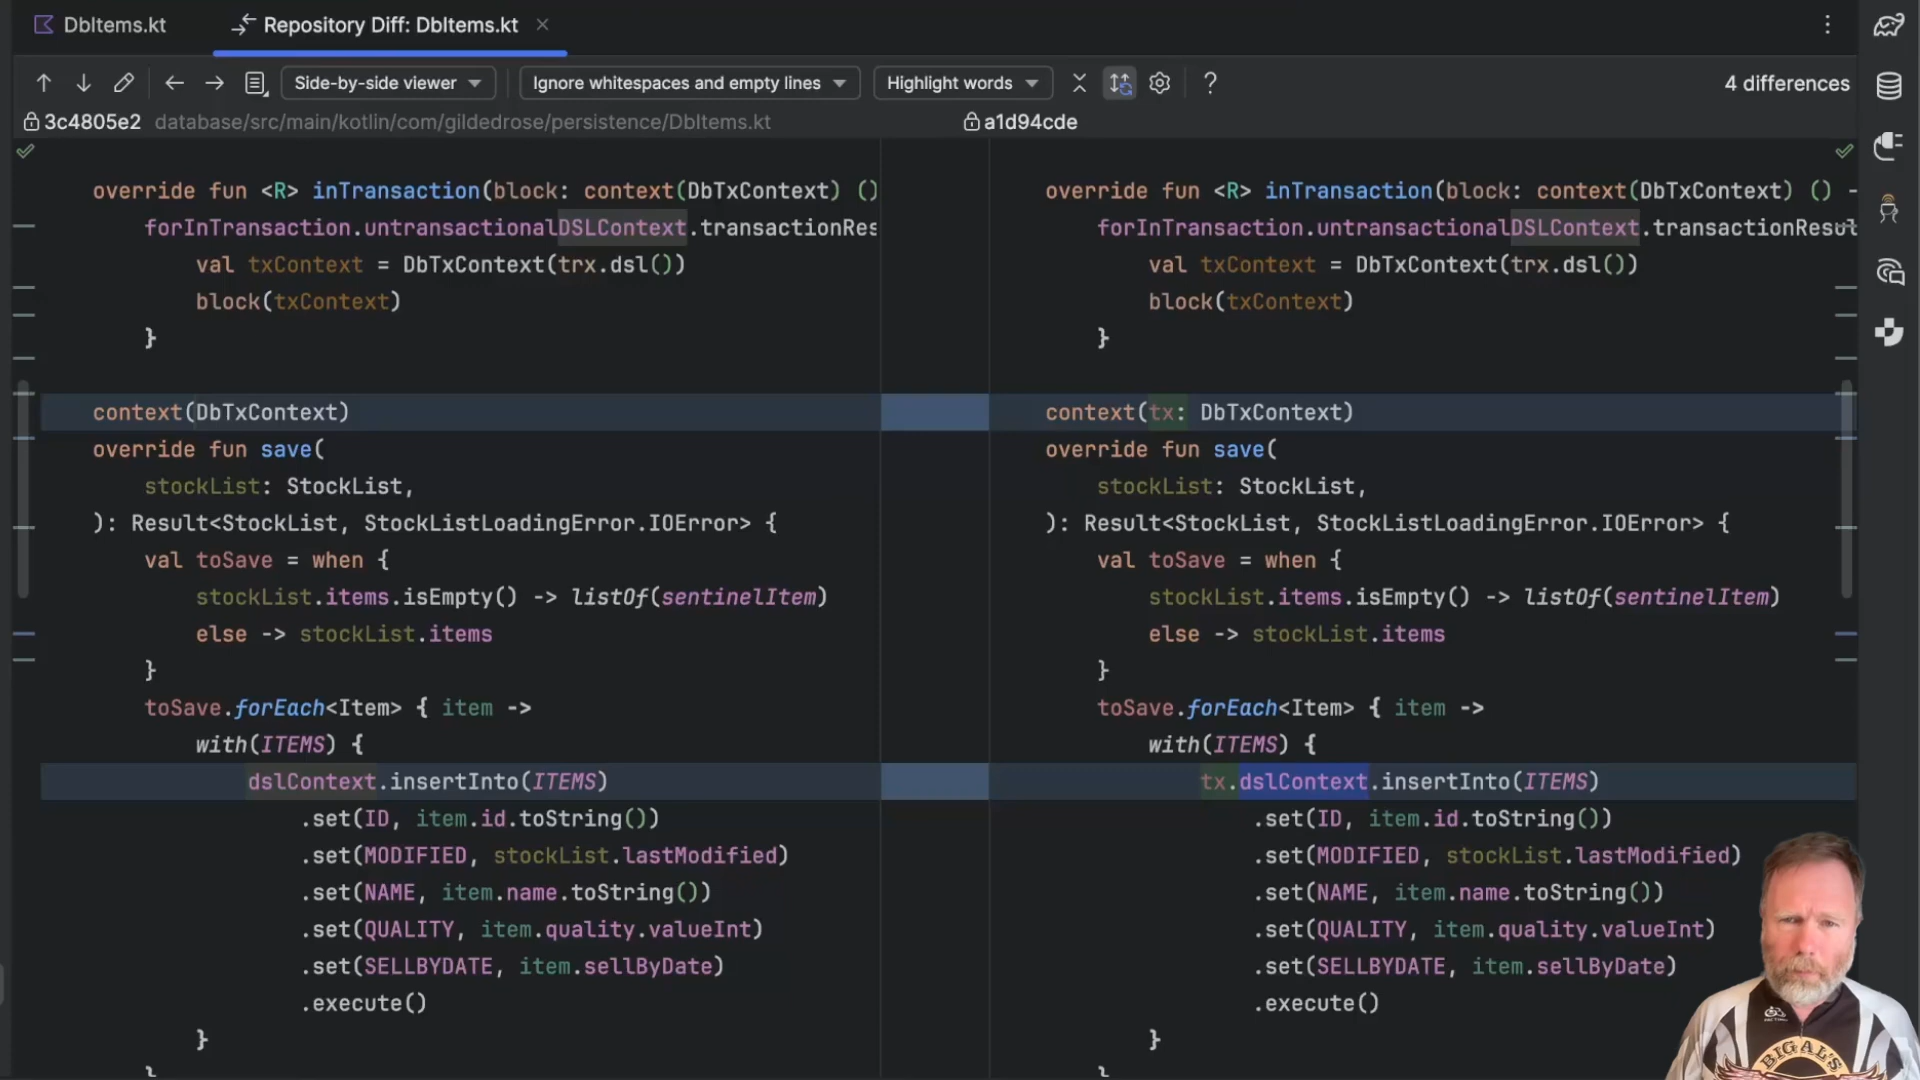 DbItems.kt
Repository Diff: DbItems.kt
Side-by-side viewer
Ignore whitespaces and empty lines
Highlight words
?
4 differences
3c4805e2 database/src/main/kotlin/com/gildedrose/persistence/DbItems.kt
a1d94cde
override fun <R> inTransaction(block: context(DbTxContext) ()
forInTransaction.untransactionalDSLContext.transactionRes
val txContext = DbTxContext(trx.dsl())
block(txContext)
}
context(DbTxContext)
override fun save(
stockList: StockList,
): Result<StockList, StockListLoadingError.IOError> {
val toSave = when {
stockList.items.isEmpty() -> listOf(sentinelItem)
else -> stockList.items
}
toSave.forEach<Item> { item ->
with(ITEMS) {
dslContext.insertInto(ITEMS)
.set(ID, item.id.toString())
.set(MODIFIED, stockList.lastModified)
.set(NAME, item.name.toString())
.set(QUALITY, item.quality.valueInt)
.set(SELLBYDATE, item.sellByDate)
.execute()
}
}
override fun <R> inTransaction(block: context(DbTxContext) () -
forInTransaction.untransactionalDSLContext.transactionResul
val txContext = DbTxContext(trx.dsl())
block(txContext)
}
context(tx: DbTxContext)
override fun save(
stockList: StockList,
): Result<StockList, StockListLoadingError.IOError> {
val toSave = when {
stockList.items.isEmpty() -> listOf(sentinelItem)
else -> stockList.items
}
toSave.forEach<Item> { item ->
with(ITEMS) {
tx.dslContext.insertInto(ITEMS)
.set(ID, item.id.toString())
.set(MODIFIED, stockList.lastModified)
.set(NAME, item.name.toString())
.set(QUALITY, item.quality.valueInt)
.set(SELLBYDATE, item.sellByDate)
.execute()
}
}
BIG AL'S